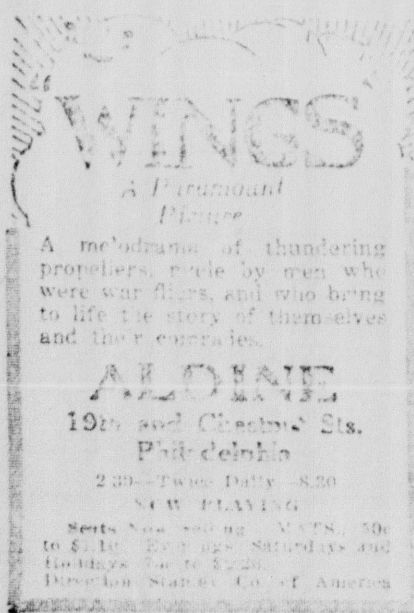 WINGS
A Paramount
Picture
A melodrama of thundering
propellers, made by men who
were war fliers, and who bring
to life the story of themselves
and their comrades.
ALDINE
19th and Chestnut Sts.
Philadelphia
2.30—Twice Daily—8.30
NOW PLAYING
Seats Now selling MATS., 50c
to $1.10. Evenings Saturdays and
Holidays to
Direction Stanley Co. of America